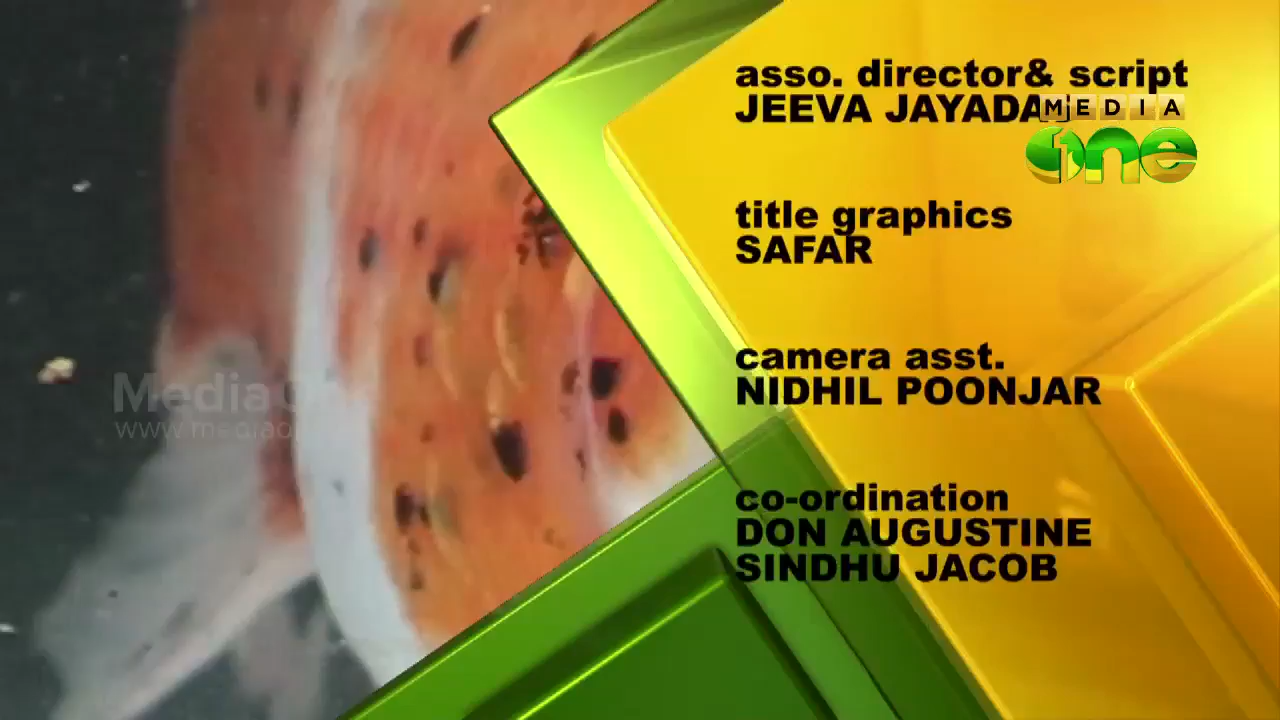 asso. director& script
JEEVA
MEDIA
one
title graphics
SAFAR
camera asst.
NIDHIL POONJAR
Media
co-ordination
DON AUGUSTINE
SINDHU JACOB